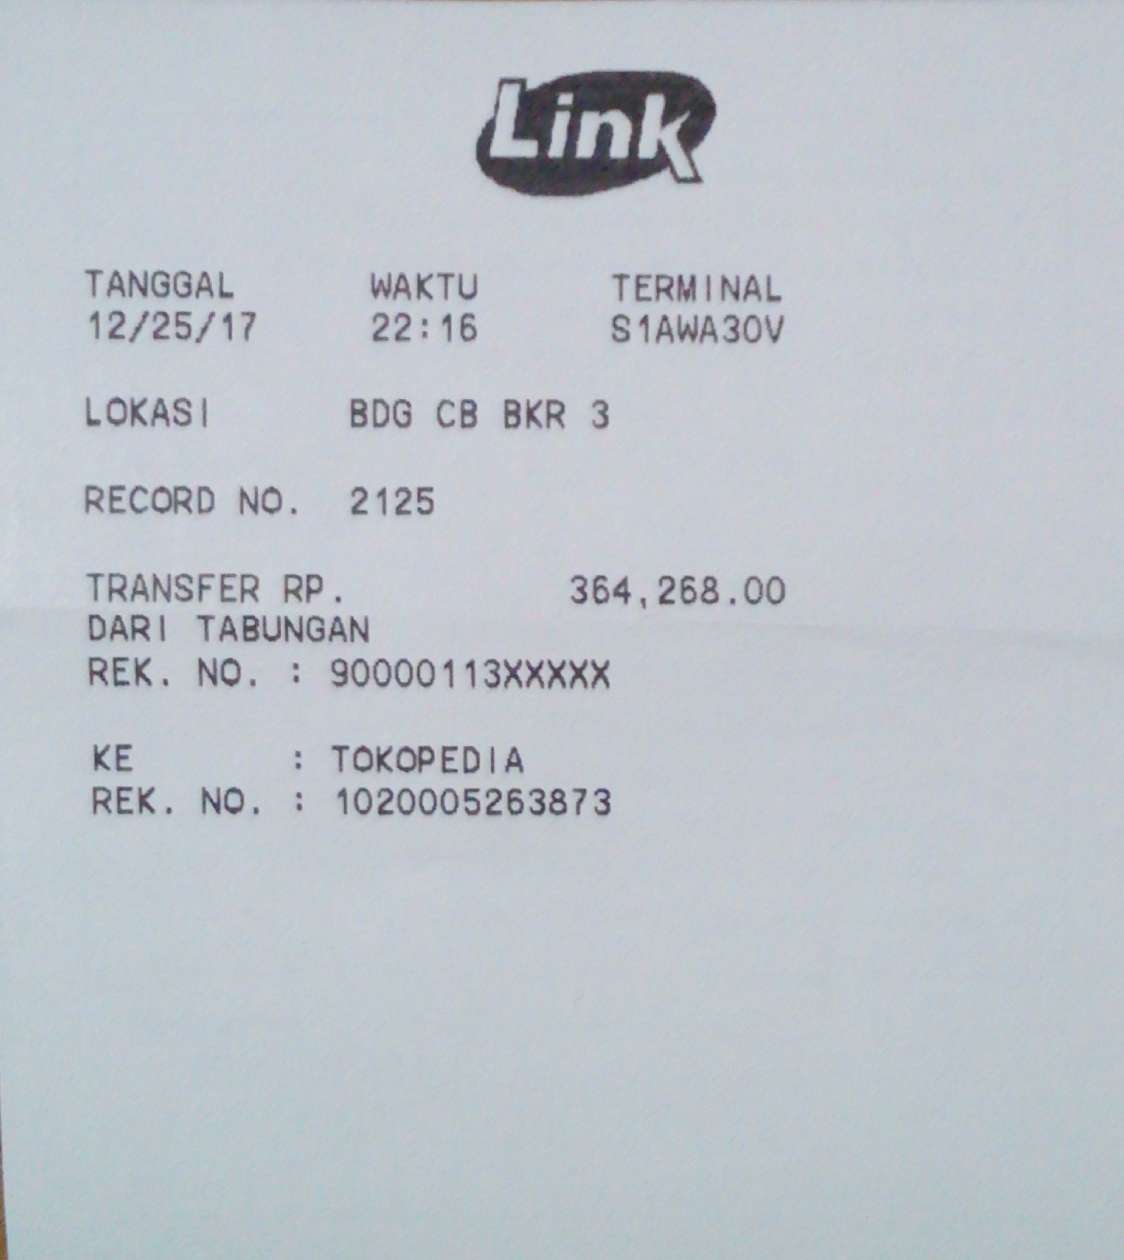 Link
TANGGAL WAKTU TERMINAL
12/25/17 22:16 S1AWA30V
LOKASI BDG CB BKR 3
RECORD NO. 2125
TRANSFER RP. 364,268.00
DARI TABUNGAN
REK. NO. : 90000113XXXXX
KE : TOKOPEDIA
REK. NO. : 1020005263873